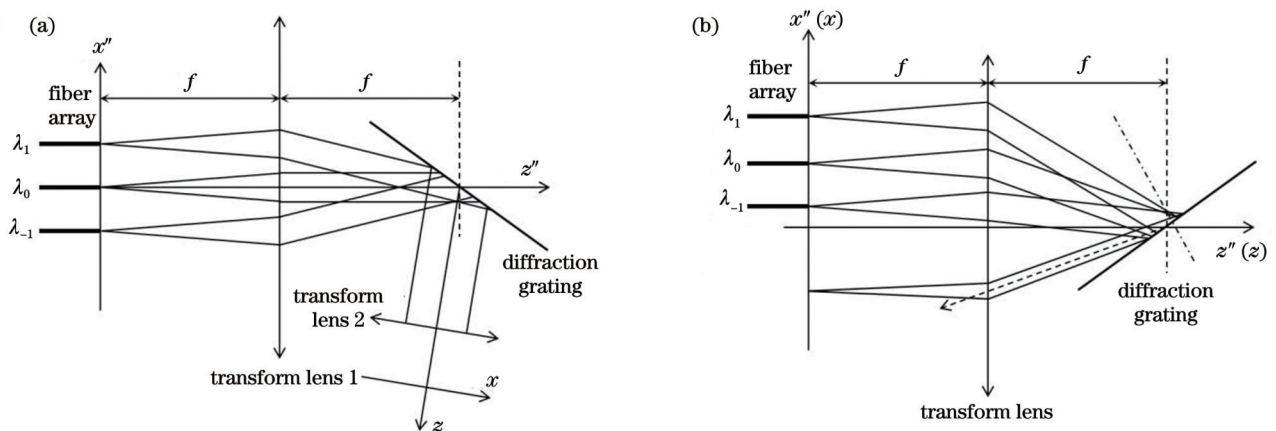 (a)
x″
fiber
array
f
f
λ₁
λ₀
λ₋₁
z″
diffraction
grating
transform
lens 2
transform lens 1
x
z
(b)
x″ (x)
fiber
array
f
f
λ₁
λ₀
λ₋₁
z″ (z)
diffraction
grating
transform lens